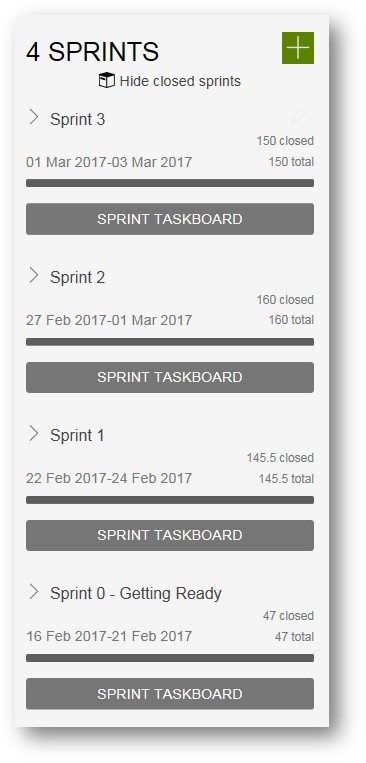 4 SPRINTS
Hide closed sprints
Sprint 3
150 closed
01 Mar 2017-03 Mar 2017
150 total
SPRINT TASKBOARD
Sprint 2
160 closed
27 Feb 2017-01 Mar 2017
160 total
SPRINT TASKBOARD
Sprint 1
145.5 closed
22 Feb 2017-24 Feb 2017
145.5 total
SPRINT TASKBOARD
Sprint 0 - Getting Ready
47 closed
16 Feb 2017-21 Feb 2017
47 total
SPRINT TASKBOARD